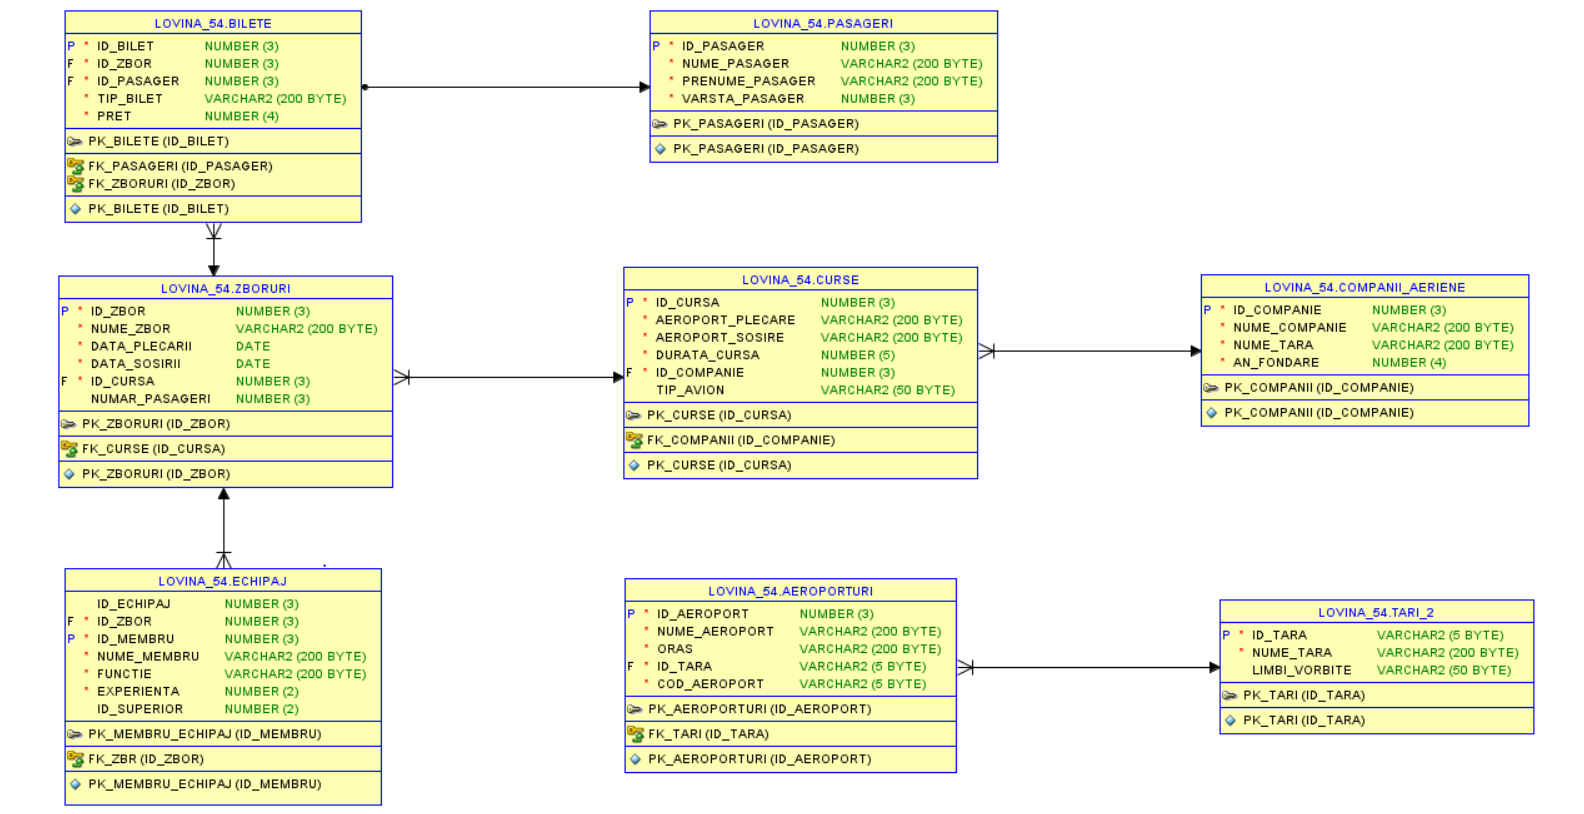 LOVINA_54.BILETE
P * ID_BILET NUMBER (3)
F * ID_ZBOR NUMBER (3)
F * ID_PASAGER NUMBER (3)
* TIP_BILET VARCHAR2 (200 BYTE)
* PRET NUMBER (4)
PK_BILETE (ID_BILET)
FK_PASAGERI (ID_PASAGER)
FK_ZBORURI (ID_ZBOR)
PK_BILETE (ID_BILET)
LOVINA_54.PASAGERI
P * ID_PASAGER NUMBER (3)
* NUME_PASAGER VARCHAR2 (200 BYTE)
* PRENUME_PASAGER VARCHAR2 (200 BYTE)
* VARSTA_PASAGER NUMBER (3)
PK_PASAGERI (ID_PASAGER)
PK_PASAGERI (ID_PASAGER)
LOVINA_54.ZBORURI
P * ID_ZBOR NUMBER (3)
* NUME_ZBOR VARCHAR2 (200 BYTE)
* DATA_PLECARII DATE
* DATA_SOSIRII DATE
F * ID_CURSA NUMBER (3)
NUMAR_PASAGERI NUMBER (3)
PK_ZBORURI (ID_ZBOR)
FK_CURSE (ID_CURSA)
PK_ZBORURI (ID_ZBOR)
LOVINA_54.CURSE
P * ID_CURSA NUMBER (3)
* AEROPORT_PLECARE VARCHAR2 (200 BYTE)
* AEROPORT_SOSIRE VARCHAR2 (200 BYTE)
* DURATA_CURSA NUMBER (5)
F * ID_COMPANIE NUMBER (3)
TIP_AVION VARCHAR2 (50 BYTE)
PK_CURSE (ID_CURSA)
FK_COMPANII (ID_COMPANIE)
PK_CURSE (ID_CURSA)
LOVINA_54.COMPANII_AERIENE
P * ID_COMPANIE NUMBER (3)
* NUME_COMPANIE VARCHAR2 (200 BYTE)
* NUME_TARA VARCHAR2 (200 BYTE)
* AN_FONDARE NUMBER (4)
PK_COMPANII (ID_COMPANIE)
PK_COMPANII (ID_COMPANIE)
LOVINA_54.ECHIPAJ
ID_ECHIPAJ NUMBER (3)
F * ID_ZBOR NUMBER (3)
P * ID_MEMBRU NUMBER (3)
* NUME_MEMBRU VARCHAR2 (200 BYTE)
* FUNCTIE VARCHAR2 (200 BYTE)
* EXPERIENTA NUMBER (2)
ID_SUPERIOR NUMBER (2)
PK_MEMBRU_ECHIPAJ (ID_MEMBRU)
FK_ZBR (ID_ZBOR)
PK_MEMBRU_ECHIPAJ (ID_MEMBRU)
LOVINA_54.AEROPORTURI
P * ID_AEROPORT NUMBER (3)
* NUME_AEROPORT VARCHAR2 (200 BYTE)
* ORAS VARCHAR2 (200 BYTE)
F * ID_TARA VARCHAR2 (5 BYTE)
* COD_AEROPORT VARCHAR2 (5 BYTE)
PK_AEROPORTURI (ID_AEROPORT)
FK_TARI (ID_TARA)
PK_AEROPORTURI (ID_AEROPORT)
LOVINA_54.TARI_2
P * ID_TARA VARCHAR2 (5 BYTE)
* NUME_TARA VARCHAR2 (200 BYTE)
LIMBI_VORBITE VARCHAR2 (50 BYTE)
PK_TARI (ID_TARA)
PK_TARI (ID_TARA)